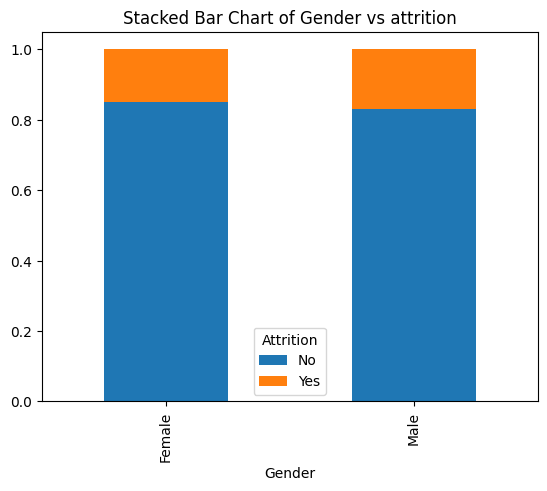 Stacked Bar Chart of Gender vs attrition
1.0
0.8
0.6
0.4
0.2
0.0
Attrition
No
Yes
Female
Male
Gender